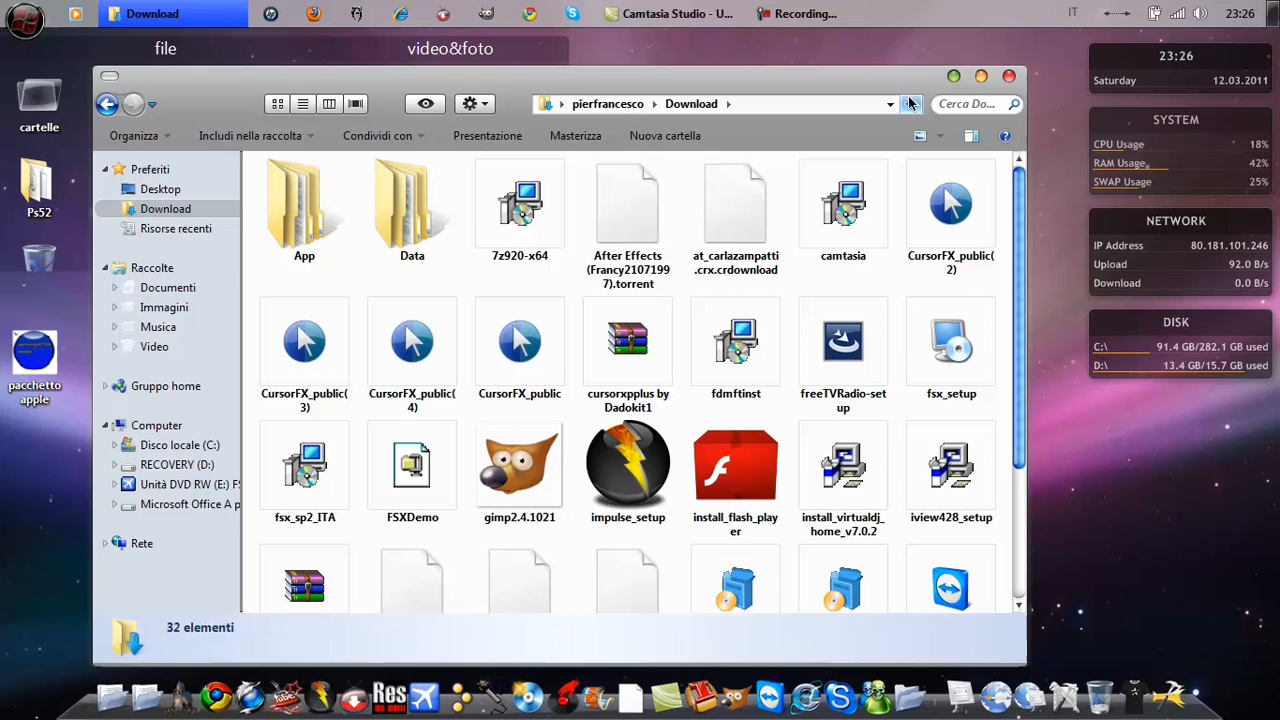 Download
Camtasia Studio - U...
Recording...
IT
23:26
file
video&foto
cartelle
Ps52
pacchetto
apple
pierfrancesco
Download
Cerca Do...
Organizza
Includi nella raccolta
Condividi con
Presentazione
Masterizza
Nuova cartella
Preferiti
Desktop
Download
Risorse recenti
Raccolte
Documenti
Immagini
Musica
Video
Gruppo home
Computer
Disco locale (C:)
RECOVERY (D:)
Unità DVD RW (E:) FS
Microsoft Office A p
Rete
App
Data
7z920-x64
After Effects
(Francy2107199
7).torrent
at_carlazampatti
.crx.crdownload
camtasia
CursorFX_public(
2)
CursorFX_public(
3)
CursorFX_public(
4)
CursorFX_public
cursorxpplus by
Dadokit1
fdmftinst
freeTVRadio-set
up
fsx_setup
fsx_sp2_ITA
FSXDemo
gimp2.4.1021
impulse_setup
install_flash_play
er
install_virtualdj_
home_v7.0.2
iview428_setup
32 elementi
23:26
Saturday 12.03.2011
SYSTEM
CPU Usage 18%
RAM Usage 42%
SWAP Usage 25%
NETWORK
IP Address 80.181.101.246
Upload 92.0 B/s
Download 0.0 B/s
DISK
C:\ 91.4 GB/282.1 GB used
D:\ 13.4 GB/15.7 GB used
Res